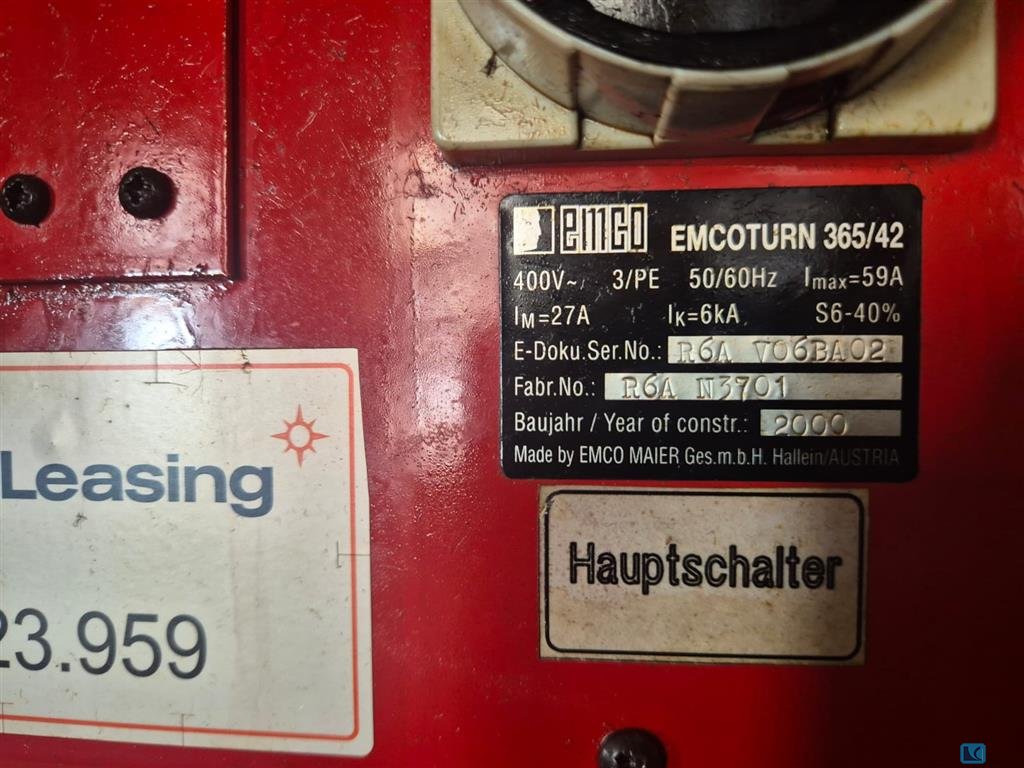 emco EMCOTURN 365/42
400V~ 3/PE 50/60Hz Imax=59A
IM=27A IK=6kA S6-40%
E-Doku.Ser.No.: R6A V06BA02
Fabr.No.: R6A N3701
Baujahr / Year of constr.: 2000
Made by EMCO MAIER Ges.m.b.H. Hallein/AUSTRIA
Hauptschalter
Leasing
23.959